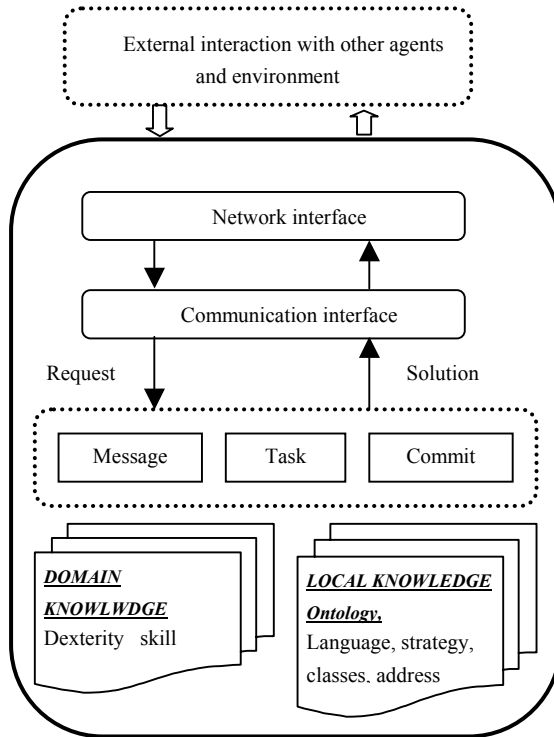 External interaction with other agents
and environment
Network interface
Communication interface
Request
Solution
Message
Task
Commit
DOMAIN
KNOWLWDGE
Dexterity skill
LOCAL KNOWLEDGE
Ontology,
Language, strategy,
classes, address